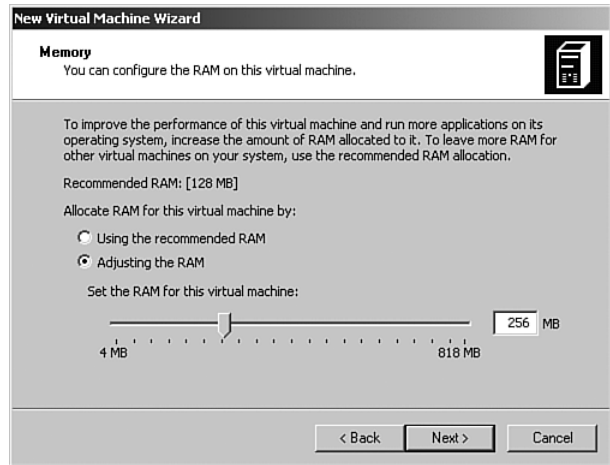 New Virtual Machine Wizard
Memory
You can configure the RAM on this virtual machine.
To improve the performance of this virtual machine and run more applications on its
operating system, increase the amount of RAM allocated to it. To leave more RAM for
other virtual machines on your system, use the recommended RAM allocation.
Recommended RAM: [128 MB]
Allocate RAM for this virtual machine by:
Using the recommended RAM
Adjusting the RAM
Set the RAM for this virtual machine:
256 MB
4 MB 818 MB
< Back Next > Cancel